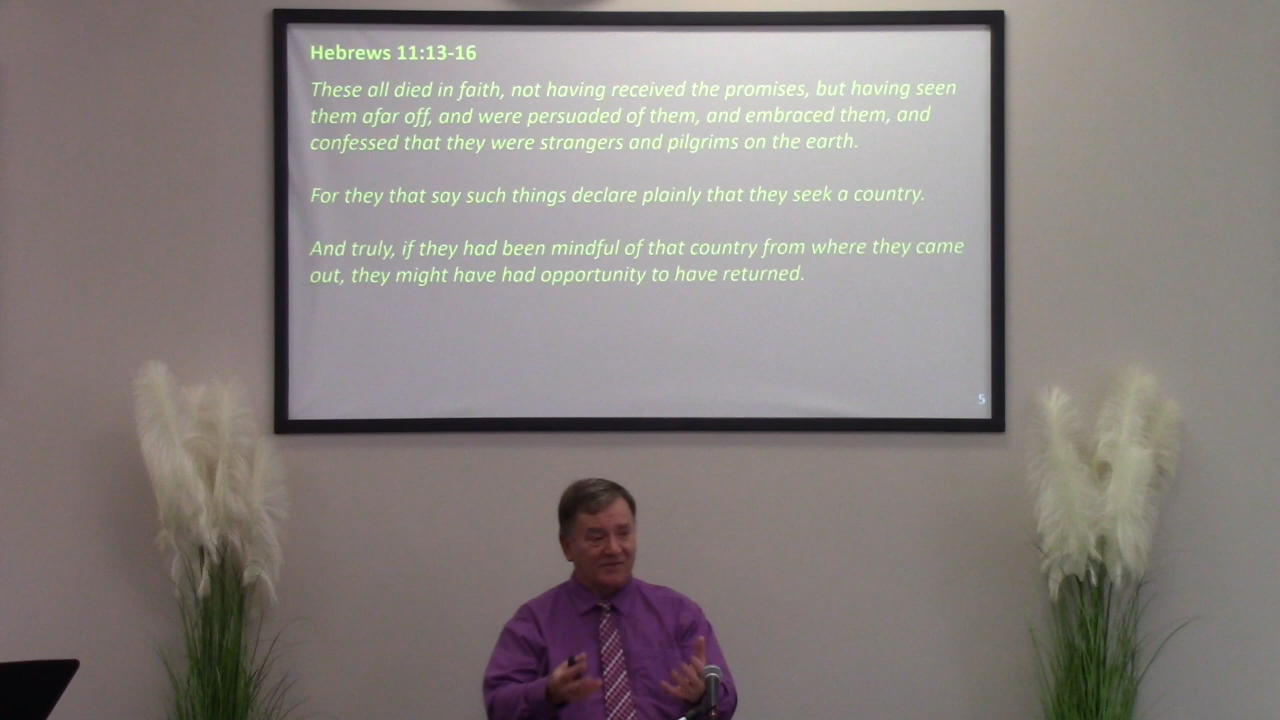 Hebrews 11:13-16
These all died in faith, not having received the promises, but having seen
them afar off, and were persuaded of them, and embraced them, and
confessed that they were strangers and pilgrims on the earth.
For they that say such things declare plainly that they seek a country.
And truly, if they had been mindful of that country from where they came
out, they might have had opportunity to have returned.
5